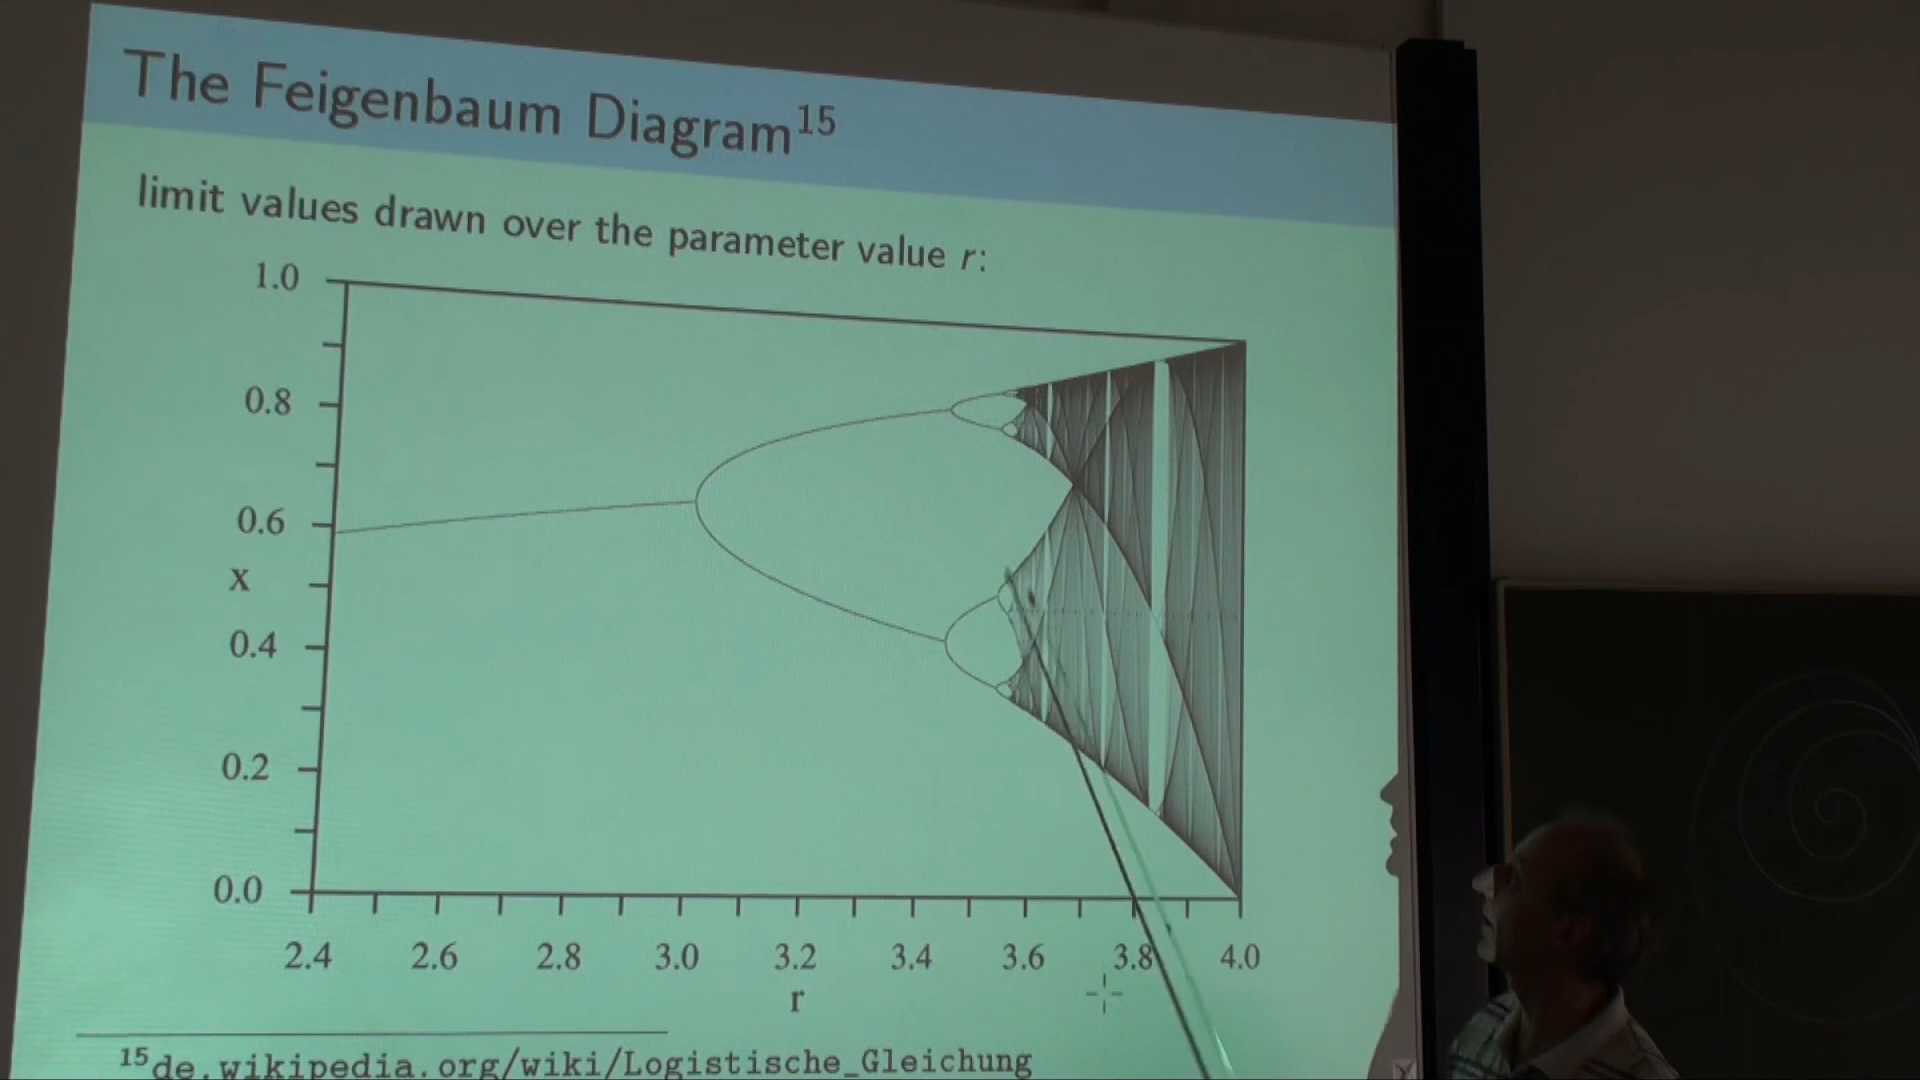 The Feigenbaum Diagram15
limit values drawn over the parameter value r:
1.0
0.8
0.6
x
0.4
0.2
0.0
2.4 2.6 2.8 3.0 3.2 3.4 3.6 3.8 4.0
r
15de.wikipedia.org/wiki/Logistische_Gleichung